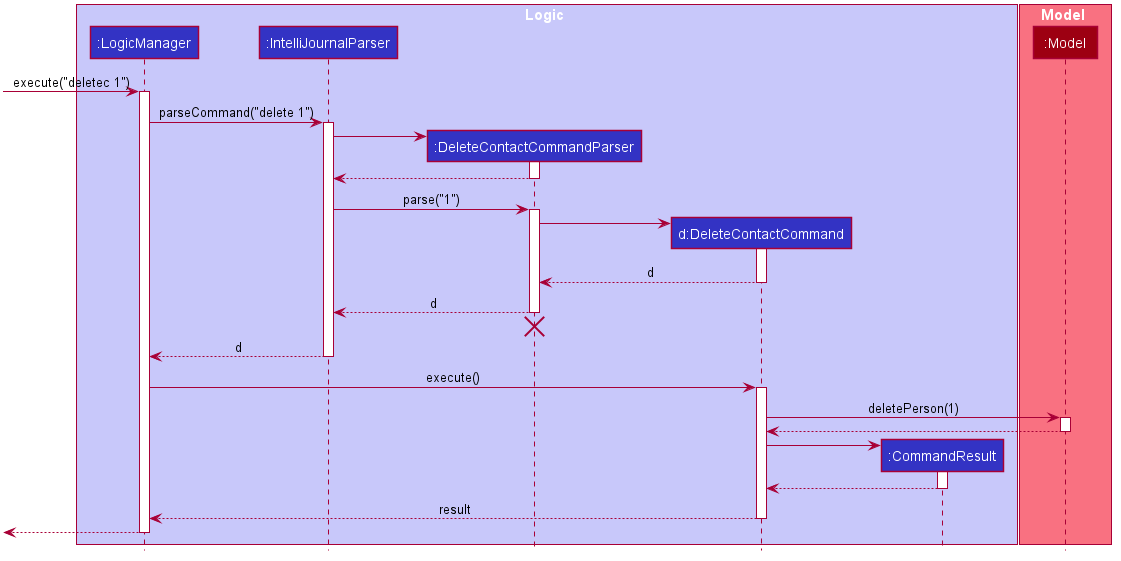 Logic
Model
:LogicManager
:IntelliJournalParser
:Model
execute("deletec 1")
parseCommand("delete 1")
:DeleteContactCommandParser
parse("1")
d:DeleteContactCommand
d
d
d
execute()
deletePerson(1)
:CommandResult
result